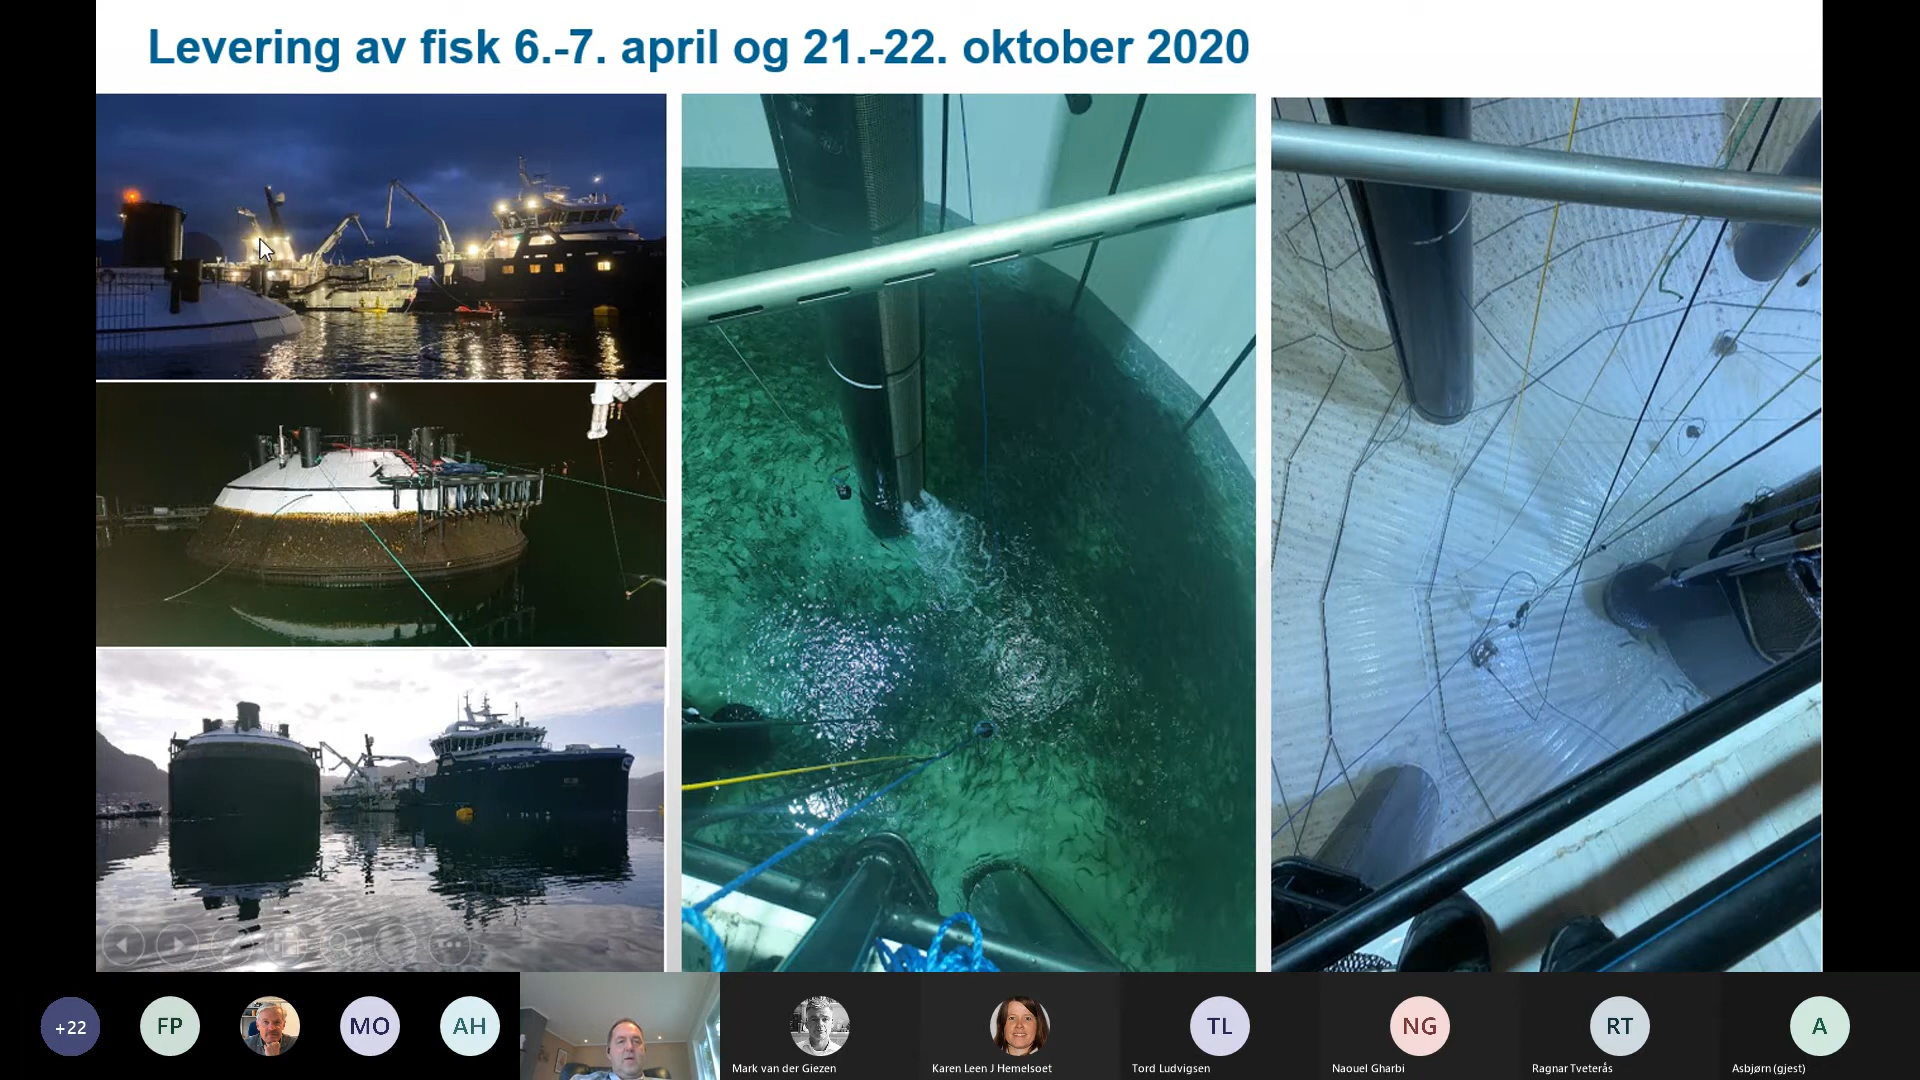 Levering av fisk 6.-7. april og 21.-22. oktober 2020
+22
FP
MO
AH
TL
NG
RT
A
Mark van der Giezen
Karen Leen J Hemelsoet
Tord Ludvigsen
Naouel Gharbi
Ragnar Tveterås
Asbjørn (gjest)